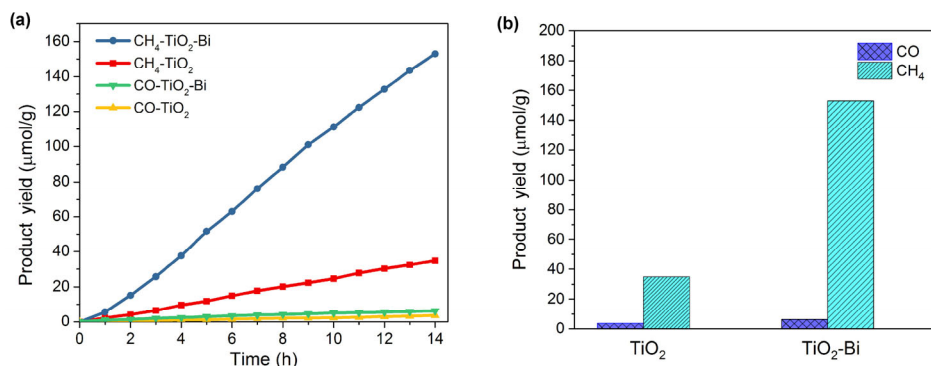 (a)
160
140
120
100
80
60
40
20
0
Product yield (μmol/g)
CH₄-TiO₂-Bi
CH₄-TiO₂
CO-TiO₂-Bi
CO-TiO₂
0 2 4 6 8 10 12 14
Time (h)
(b)
200
180
160
140
120
100
80
60
40
20
0
Product yield (μmol/g)
CO
CH₄
TiO₂ TiO₂-Bi